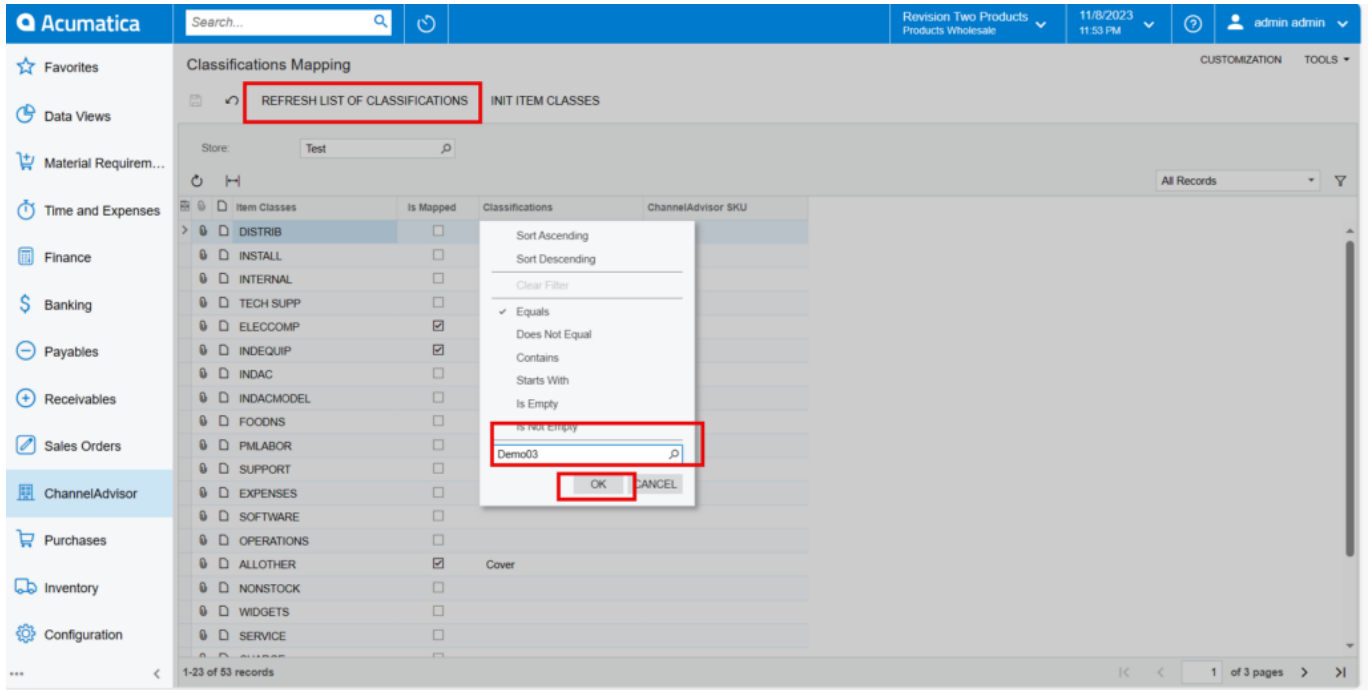 Acumatica
Search...
Revision Two Products
Products Wholesale
11/8/2023
11:53 PM
admin admin
Favorites
Data Views
Material Requirem...
Time and Expenses
Finance
Banking
Payables
Receivables
Sales Orders
ChannelAdvisor
Purchases
Inventory
Configuration
Classifications Mapping
CUSTOMIZATION TOOLS
REFRESH LIST OF CLASSIFICATIONS INIT ITEM CLASSES
Store: Test
All Records
Item Classes Is Mapped Classifications ChannelAdvisor SKU
DISTRIB
INSTALL
INTERNAL
TECH SUPP
ELECCOMP
INDEQUIP
INDAC
INDACMODEL
FOODNS
PMLABOR
SUPPORT
EXPENSES
SOFTWARE
OPERATIONS
ALLOTHER Cover
NONSTOCK
WIDGETS
SERVICE
Sort Ascending
Sort Descending
Clear Filter
Equals
Does Not Equal
Contains
Starts With
Is Empty
Is Not Empty
Demo03
OK CANCEL
1-23 of 53 records
1 of 3 pages